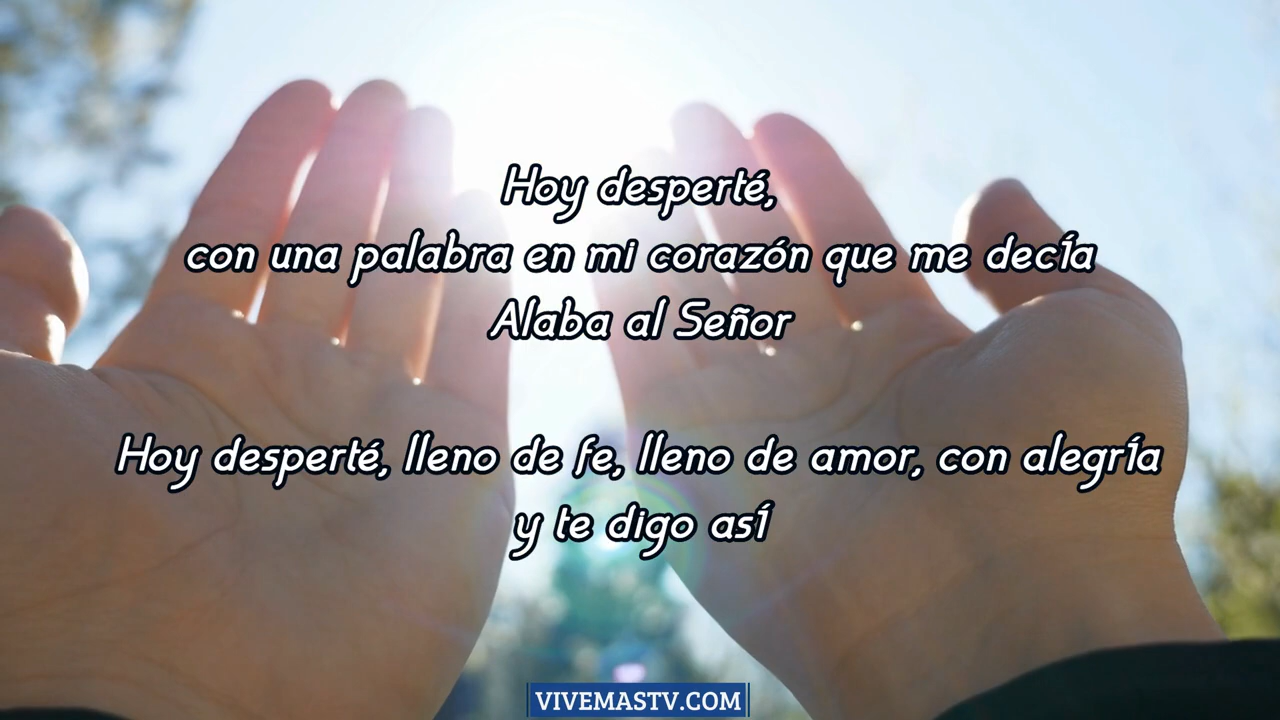 Hoy desperté,
con una palabra en mi corazón que me decía
Alaba al Señor
Hoy desperté, lleno de fe, lleno de amor, con alegría
y te digo así
VIVEMASTV.COM